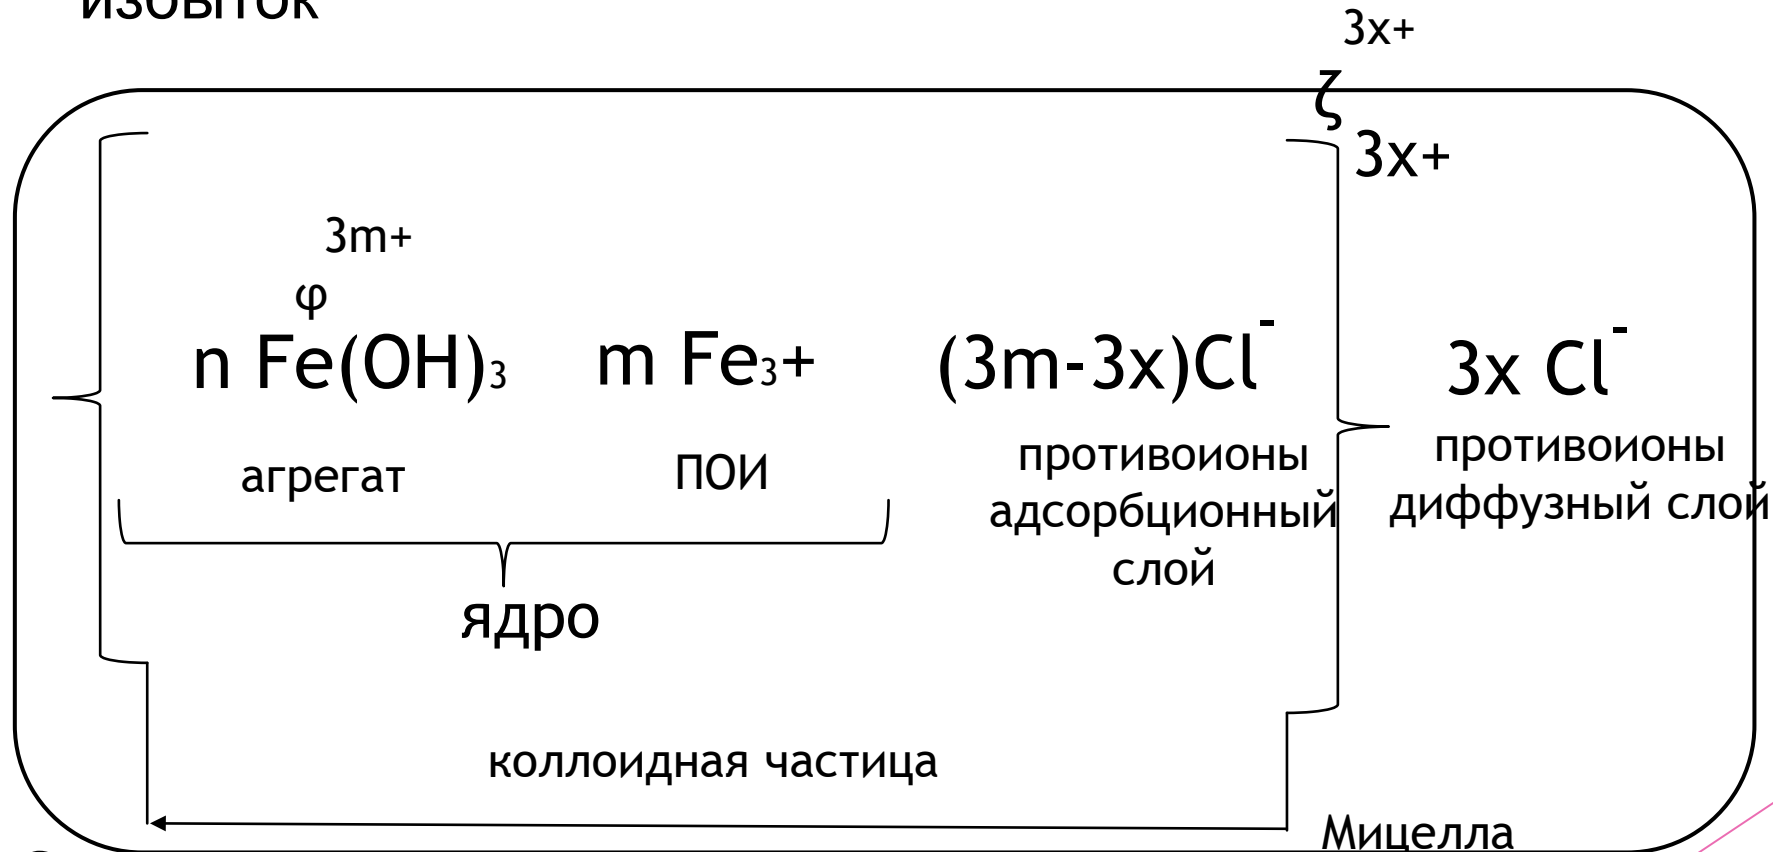 избыток
3x+
ζ
3x+
3m+
φ
n Fe(OH)₃ m Fe₃+ (3m-3x)Cl⁻ 3x Cl⁻
агрегат ПОИ противоионы адсорбционный слой противоионы диффузный слой
ядро
коллоидная частица
Мицелла